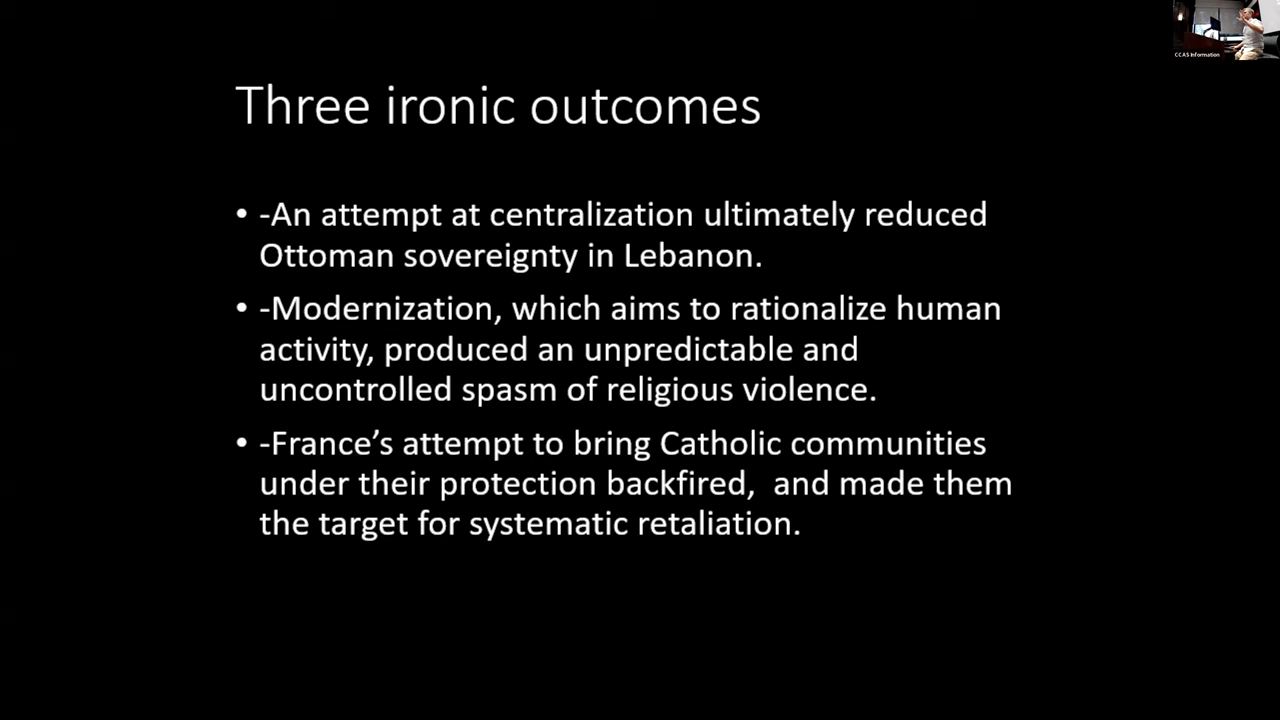 Three ironic outcomes
• -An attempt at centralization ultimately reduced
Ottoman sovereignty in Lebanon.
• -Modernization, which aims to rationalize human
activity, produced an unpredictable and
uncontrolled spasm of religious violence.
• -France’s attempt to bring Catholic communities
under their protection backfired,  and made them
the target for systematic retaliation.
CCAS Information